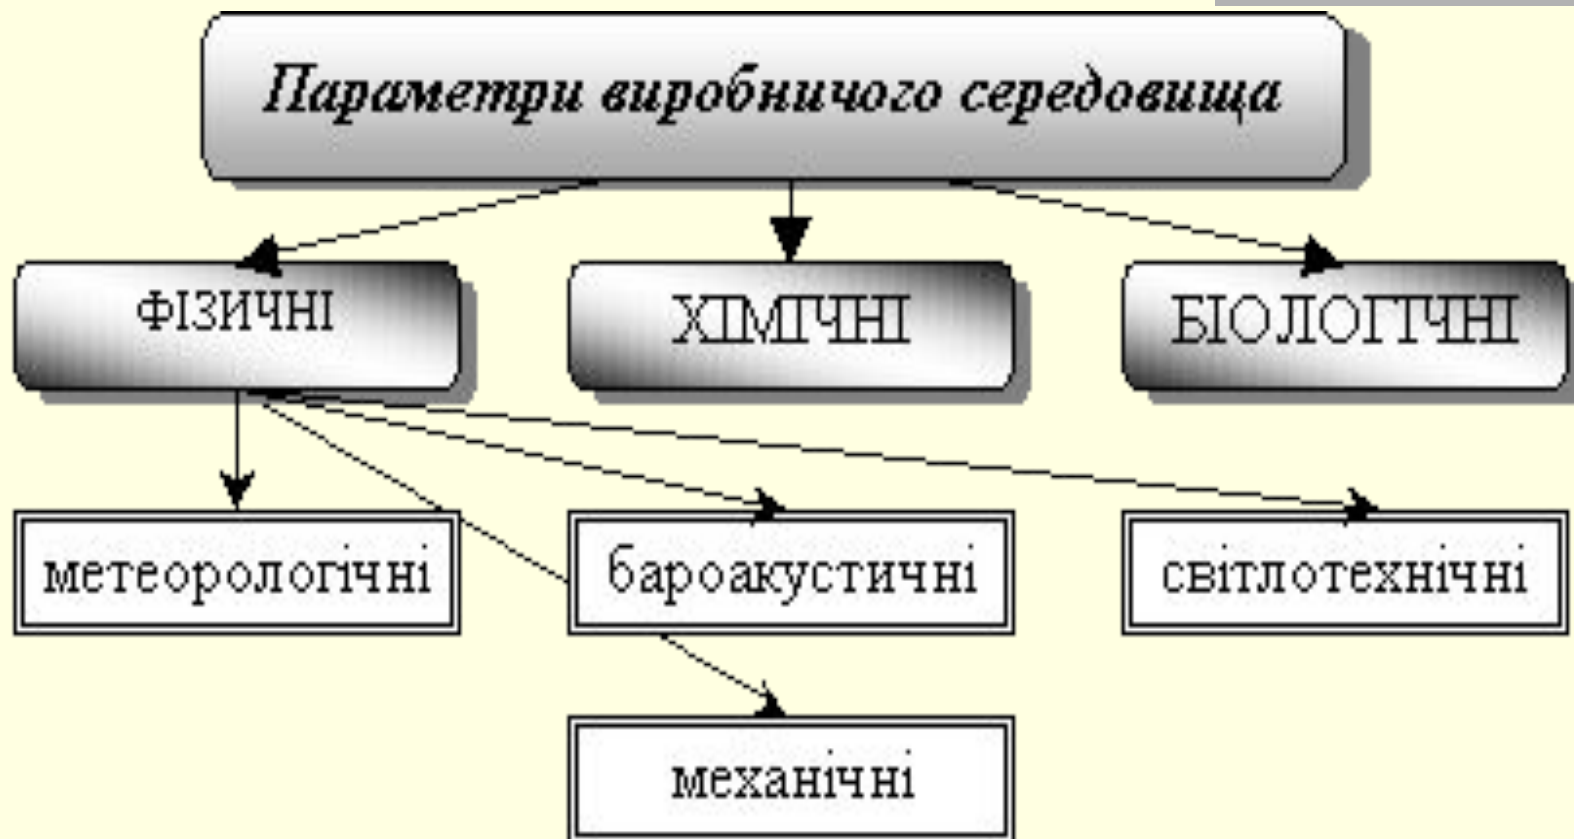 Параметри виробничого середовища
ФІЗИЧНІ
ХІМІЧНІ
БІОЛОГІЧНІ
метеорологічні
бароакустичні
світлотехнічні
механічні